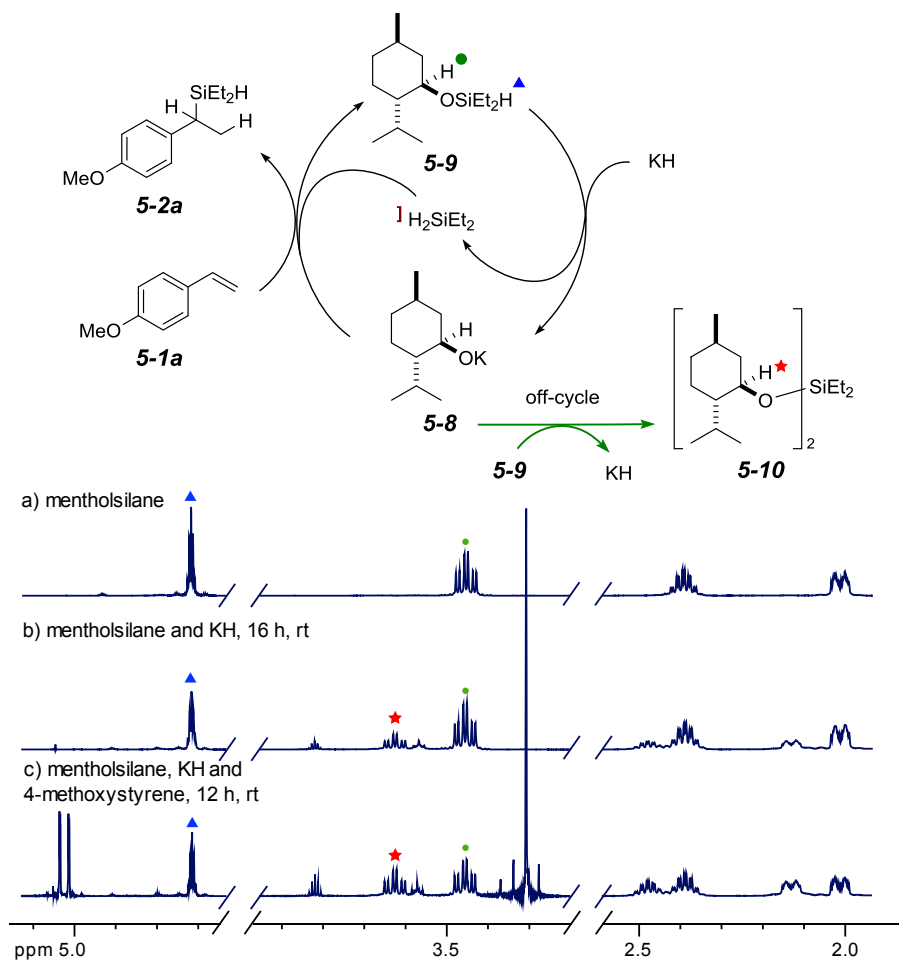 SiEt2H
H
H
MeO
5-2a
H
OSiEt2H
5-9
KH
] H2SiEt2
MeO
5-1a
H
OK
5-8
off-cycle
5-9
KH
H
O
SiEt2
2
5-10
a) mentholsilane
b) mentholsilane and KH, 16 h, rt
c) mentholsilane, KH and
4-methoxystyrene, 12 h, rt
ppm 5.0
3.5
2.5
2.0